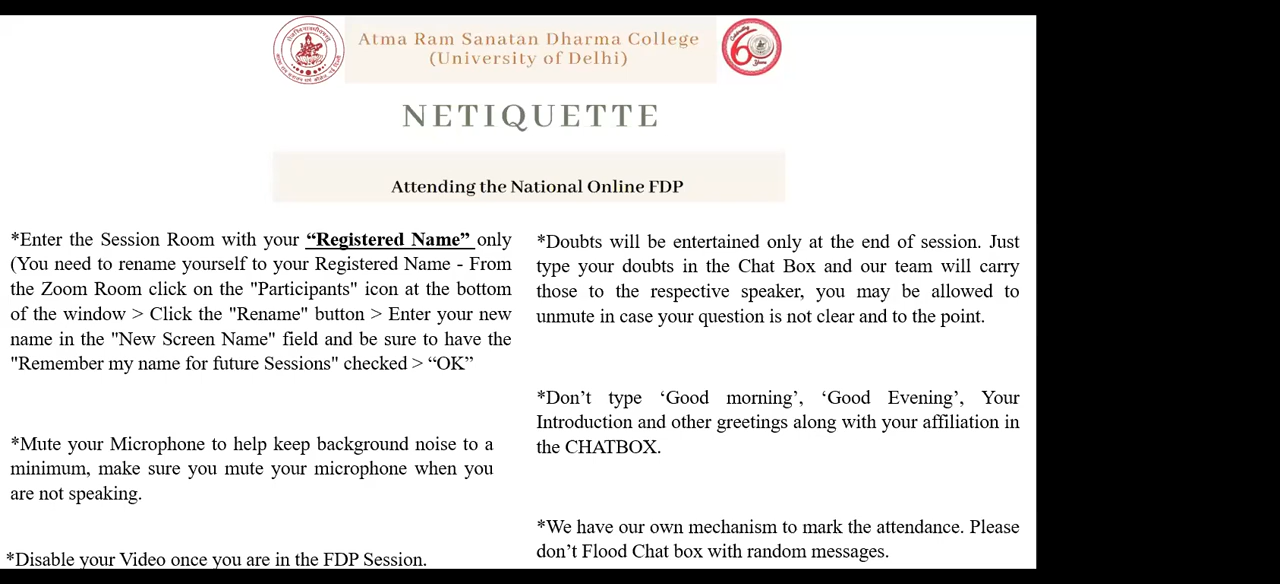 Atma Ram Sanatan Dharma College
(University of Delhi)
Celebrating
60
Years
NETIQUETTE
Attending the National Online FDP
*Enter the Session Room with your “Registered Name” only
(You need to rename yourself to your Registered Name - From
the Zoom Room click on the "Participants" icon at the bottom
of the window > Click the "Rename" button > Enter your new
name in the "New Screen Name" field and be sure to have the
"Remember my name for future Sessions" checked > “OK”
*Mute your Microphone to help keep background noise to a
minimum, make sure you mute your microphone when you
are not speaking.
*Disable your Video once you are in the FDP Session.
*Doubts will be entertained only at the end of session. Just
type your doubts in the Chat Box and our team will carry
those to the respective speaker, you may be allowed to
unmute in case your question is not clear and to the point.
*Don’t type ‘Good morning’, ‘Good Evening’, Your
Introduction and other greetings along with your affiliation in
the CHATBOX.
*We have our own mechanism to mark the attendance. Please
don’t Flood Chat box with random messages.